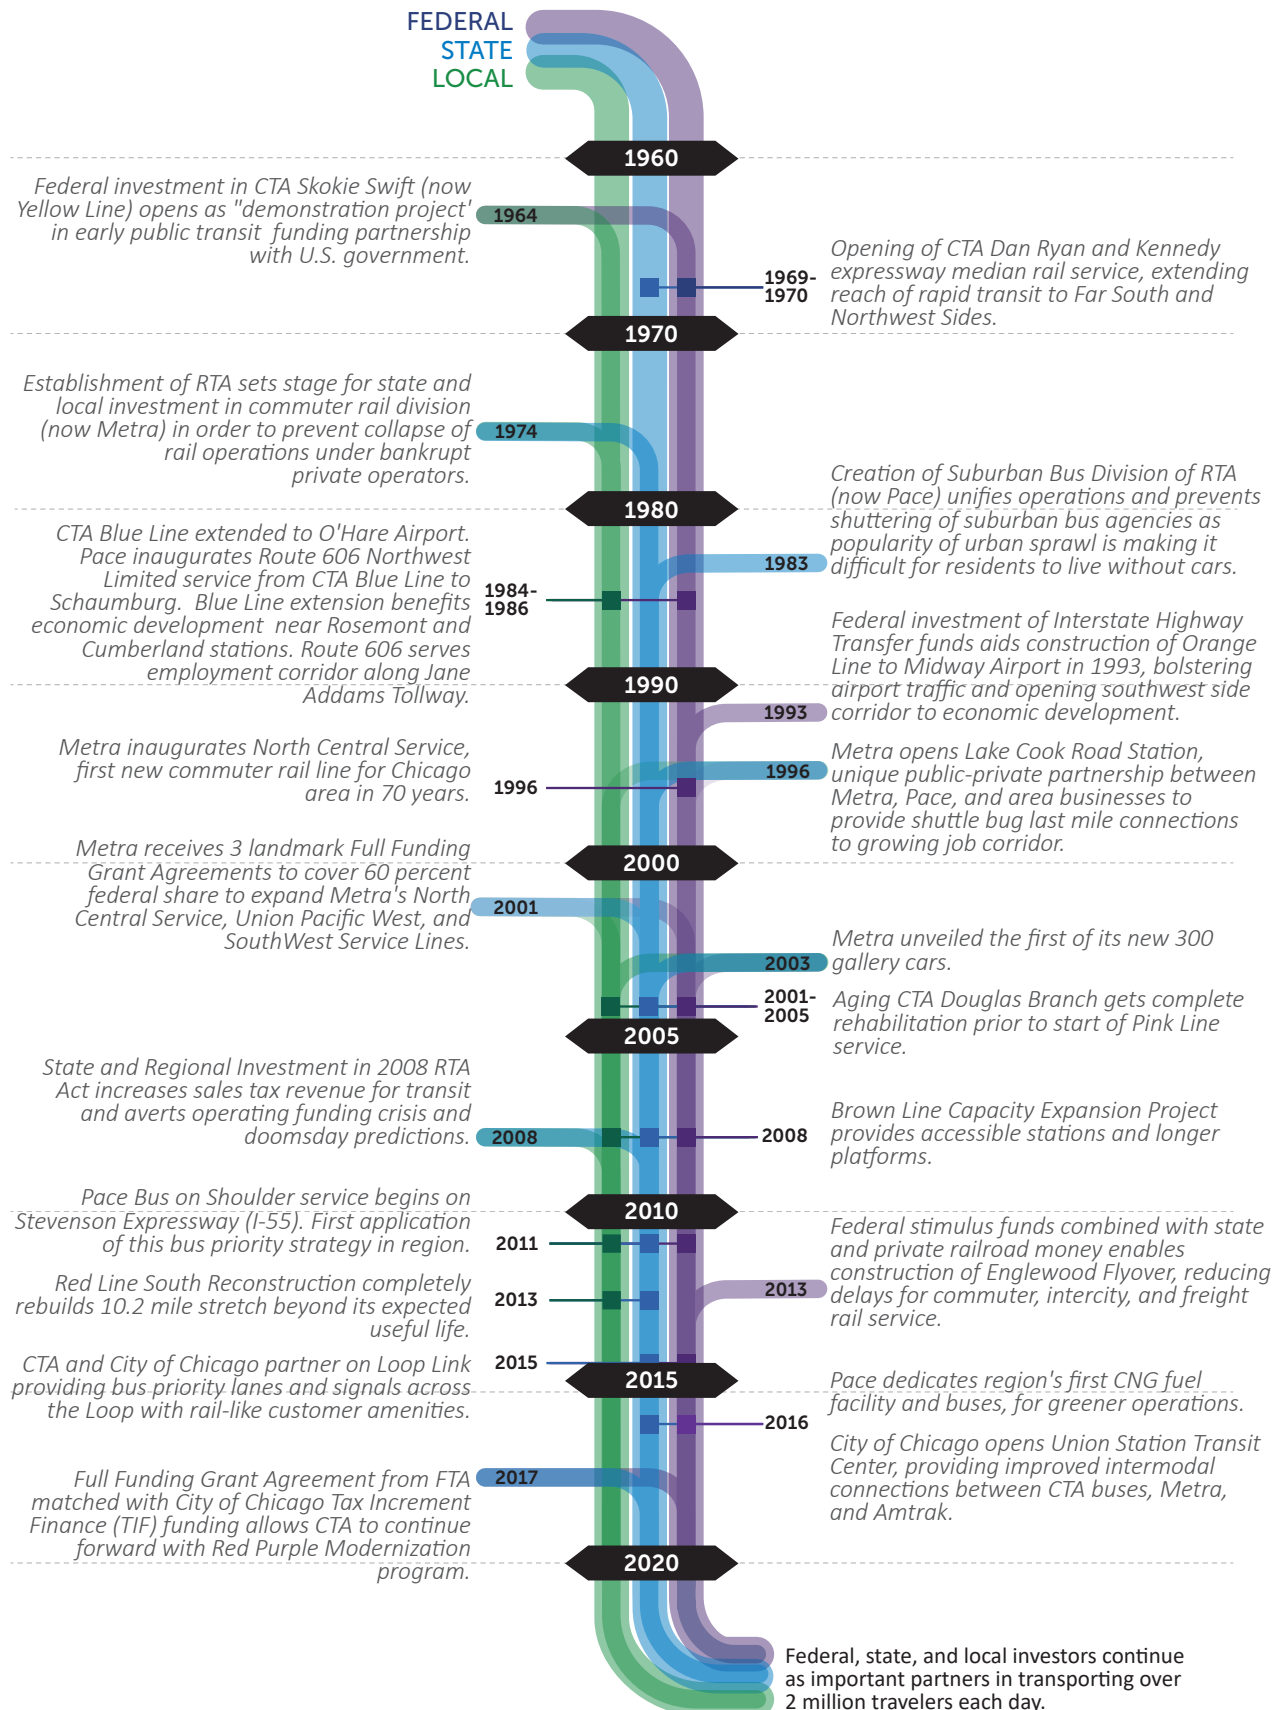 FEDERAL
STATE
LOCAL
1960
Federal investment in CTA Skokie Swift (now
Yellow Line) opens as "demonstration project'
in early public transit funding partnership
with U.S. government.
1964
1969-
1970
Opening of CTA Dan Ryan and Kennedy
expressway median rail service, extending
reach of rapid transit to Far South and
Northwest Sides.
1970
Establishment of RTA sets stage for state and
local investment in commuter rail division
(now Metra) in order to prevent collapse of
rail operations under bankrupt
private operators.
1974
1980
Creation of Suburban Bus Division of RTA
(now Pace) unifies operations and prevents
shuttering of suburban bus agencies as
popularity of urban sprawl is making it
difficult for residents to live without cars.
1983
CTA Blue Line extended to O'Hare Airport.
Pace inaugurates Route 606 Northwest
Limited service from CTA Blue Line to
Schaumburg. Blue Line extension benefits
economic development near Rosemont and
Cumberland stations. Route 606 serves
employment corridor along Jane
Addams Tollway.
1984-
1986
Federal investment of Interstate Highway
Transfer funds aids construction of Orange
Line to Midway Airport in 1993, bolstering
airport traffic and opening southwest side
corridor to economic development.
1990
1993
Metra inaugurates North Central Service,
first new commuter rail line for Chicago
area in 70 years.
1996
1996
Metra opens Lake Cook Road Station,
unique public-private partnership between
Metra, Pace, and area businesses to
provide shuttle bug last mile connections
to growing job corridor.
2000
Metra receives 3 landmark Full Funding
Grant Agreements to cover 60 percent
federal share to expand Metra's North
Central Service, Union Pacific West, and
SouthWest Service Lines.
2001
2003
Metra unveiled the first of its new 300
gallery cars.
2001-
2005
Aging CTA Douglas Branch gets complete
rehabilitation prior to start of Pink Line
service.
2005
State and Regional Investment in 2008 RTA
Act increases sales tax revenue for transit
and averts operating funding crisis and
doomsday predictions.
2008
2008
Brown Line Capacity Expansion Project
provides accessible stations and longer
platforms.
2010
Pace Bus on Shoulder service begins on
Stevenson Expressway (I-55). First application
of this bus priority strategy in region.
2011
Federal stimulus funds combined with state
and private railroad money enables
construction of Englewood Flyover, reducing
delays for commuter, intercity, and freight
rail service.
2013
Red Line South Reconstruction completely
rebuilds 10.2 mile stretch beyond its expected
useful life.
2013
CTA and City of Chicago partner on Loop Link
providing bus priority lanes and signals across
the Loop with rail-like customer amenities.
2015
2015
Pace dedicates region's first CNG fuel
facility and buses, for greener operations.
2016
City of Chicago opens Union Station Transit
Center, providing improved intermodal
connections between CTA buses, Metra,
and Amtrak.
Full Funding Grant Agreement from FTA
matched with City of Chicago Tax Increment
Finance (TIF) funding allows CTA to continue
forward with Red Purple Modernization
program.
2017
2020
Federal, state, and local investors continue
as important partners in transporting over
2 million travelers each day.